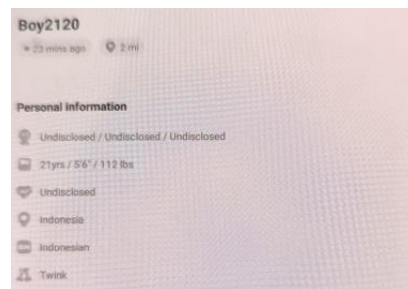 Boy2120
23 mins ago 2 mi
Personal information
Undisclosed / Undisclosed / Undisclosed
21yrs / 5'6" / 112 lbs
Undisclosed
Indonesia
Indonesian
Twink